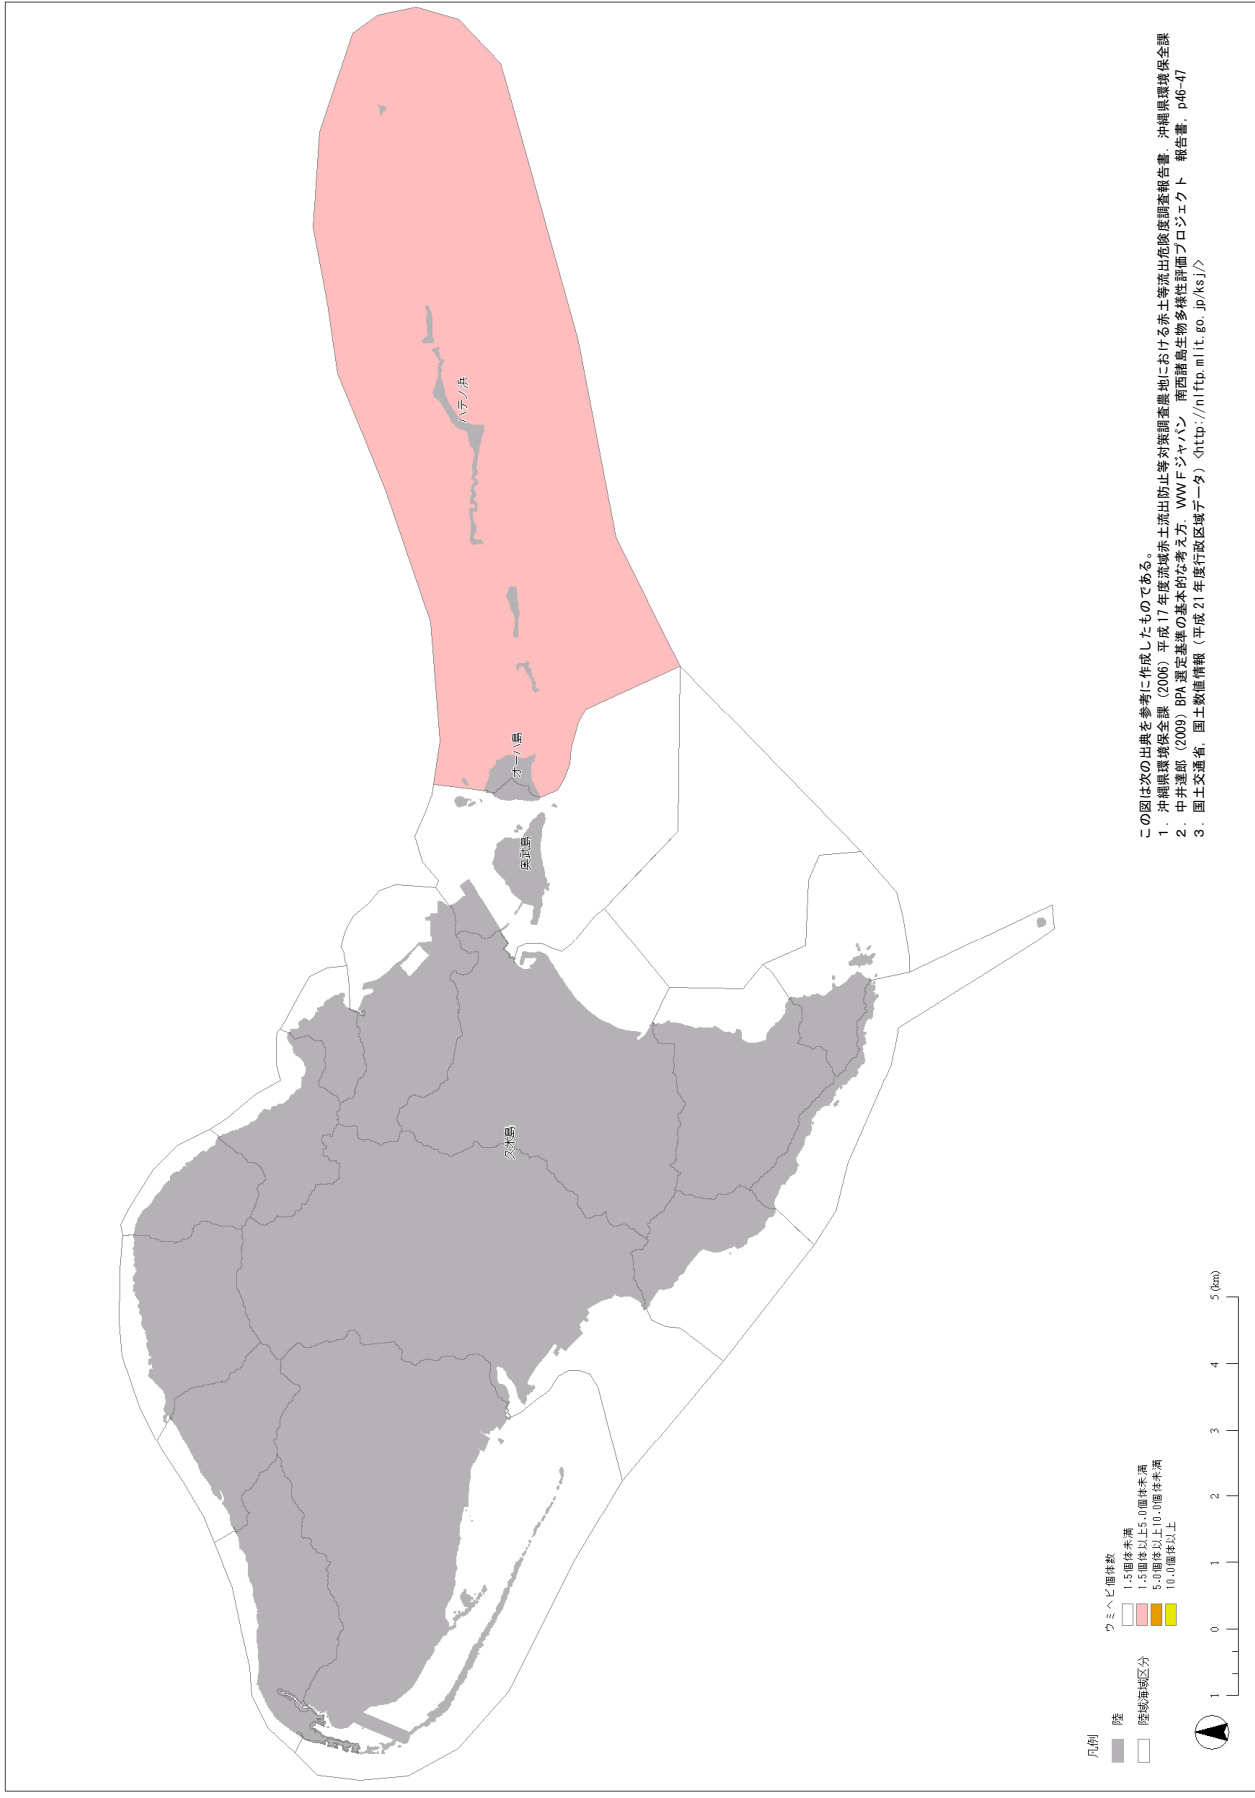 ハテノ浜
オーハ島
奥武島
久米島
この図は次の出典を参考に作成したものである。
1. 沖縄県環境保全課 (2006) 平成17年度流域赤土流出防止等対策調査農地における赤土等流出危険度調査報告書. 沖縄県環境保全課
2. 中井達郎 (2009) BPA 選定基準の基本的な考え方. WWFジャパン 南西諸島生物多様性評価プロジェクト 報告書. p46-47
3. 国土交通省. 国土数値情報 (平成21年度行政区域データ) <http://nlftp.mlit.go.jp/ksj/>
凡例
陸
陸域海域区分
ウミヘビ個体数
1.5個体未満
1.5個体以上5.0個体未満
5.0個体以上10.0個体未満
10.0個体以上
1 0 1 2 3 4 5 (km)